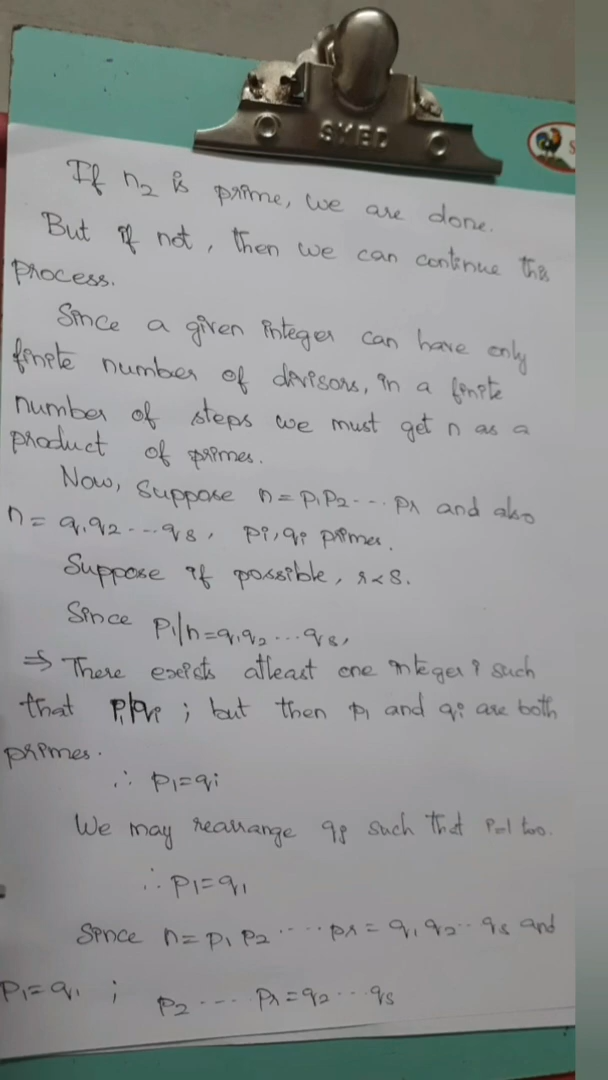 SKED
S
If n₂ is prime, we are done.
But if not, then we can continue this
process.
Since a given integer can have only
finite number of divisors, in a finite
number of steps we must get n as a
product of primes.
Now, suppose n = p₁p₂ --- pr and also
n = q₁q₂ --- qs, pi, qi primes.
Suppose if possible, r<s.
Since p₁/n = q₁q₂ ... qs,
⇒ There exists atleast one integer i such
that p₁/qi ; but then p₁ and qi are both
primes.
∴ p₁ = qi
We may rearrange qi such that i=1 too.
∴ p₁ = q₁
Since n = p₁ p₂ ..... pr = q₁ q₂ .. qs and
p₁ = q₁ ; p₂ --- pr = q₂ ... qs